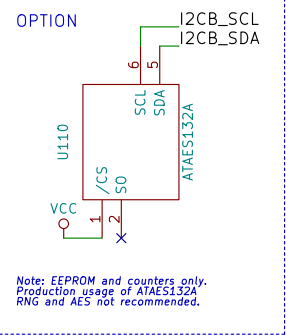 OPTION
I2CB_SCL
I2CB_SDA
6
5
SCL
SDA
U110
ATAES132A
/CS
SO
VCC
1
2
Note: EEPROM and counters only.
Production usage of ATAES132A
RNG and AES not recommended.